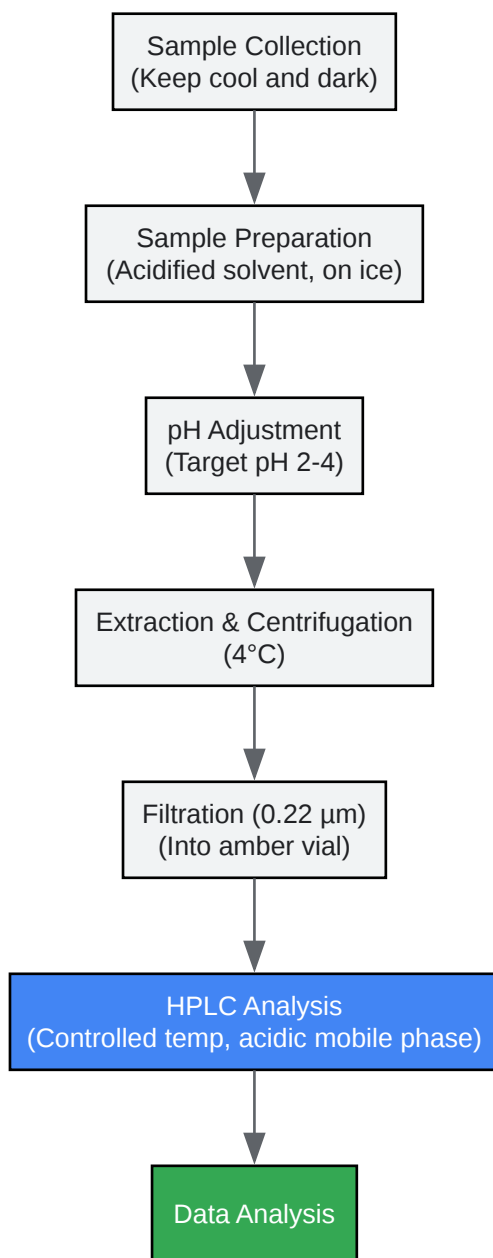 Sample Collection
(Keep cool and dark)
Sample Preparation
(Acidified solvent, on ice)
pH Adjustment
(Target pH 2-4)
Extraction & Centrifugation
(4°C)
Filtration (0.22 µm)
(Into amber vial)
HPLC Analysis
(Controlled temp, acidic mobile phase)
Data Analysis